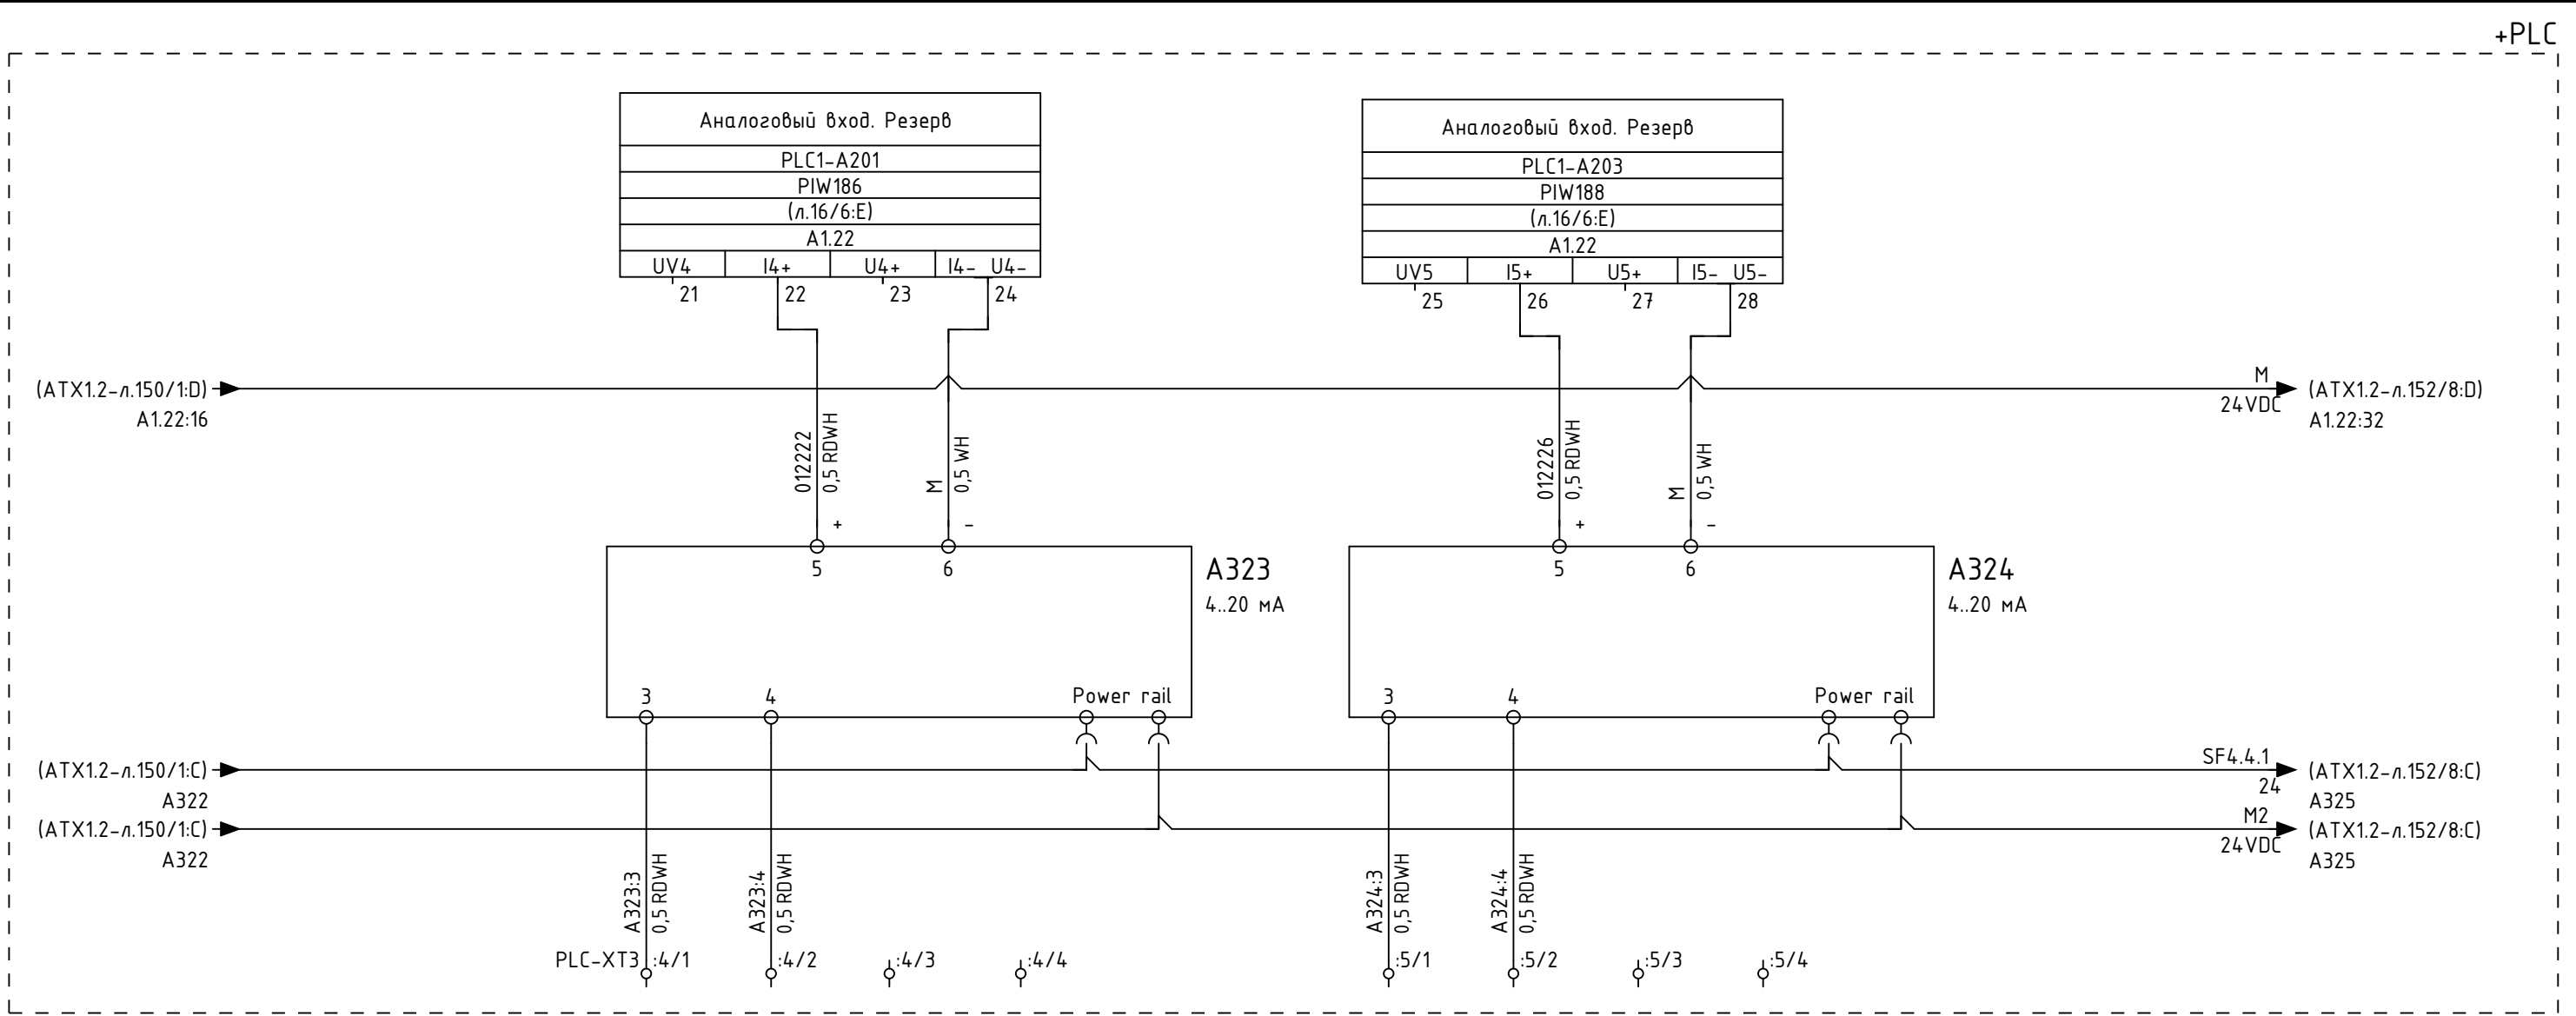 +PLC
Аналоговый вход. Резерв
PLC1-A201
PIW186
(л.16/6:E)
A1.22
UV4 I4+ U4+ I4- U4-
21 22 23 24
Аналоговый вход. Резерв
PLC1-A203
PIW188
(л.16/6:E)
A1.22
UV5 I5+ U5+ I5- U5-
25 26 27 28
(ATX1.2-л.150/1:D)
A1.22:16
M
24VDC
(ATX1.2-л.152/8:D)
A1.22:32
012222
0,5 RDWH
M
0,5 WH
012226
0,5 RDWH
M
0,5 WH
+ -
5 6
A323
4..20 мА
3 4 Power rail
+ -
5 6
A324
4..20 мА
3 4 Power rail
(ATX1.2-л.150/1:C)
A322
(ATX1.2-л.150/1:C)
A322
SF4.4.1
24
(ATX1.2-л.152/8:C)
A325
M2
24VDC
(ATX1.2-л.152/8:C)
A325
A323:3
0,5 RDWH
A323:4
0,5 RDWH
A324:3
0,5 RDWH
A324:4
0,5 RDWH
PLC-XT3 :4/1 :4/2 :4/3 :4/4 :5/1 :5/2 :5/3 :5/4